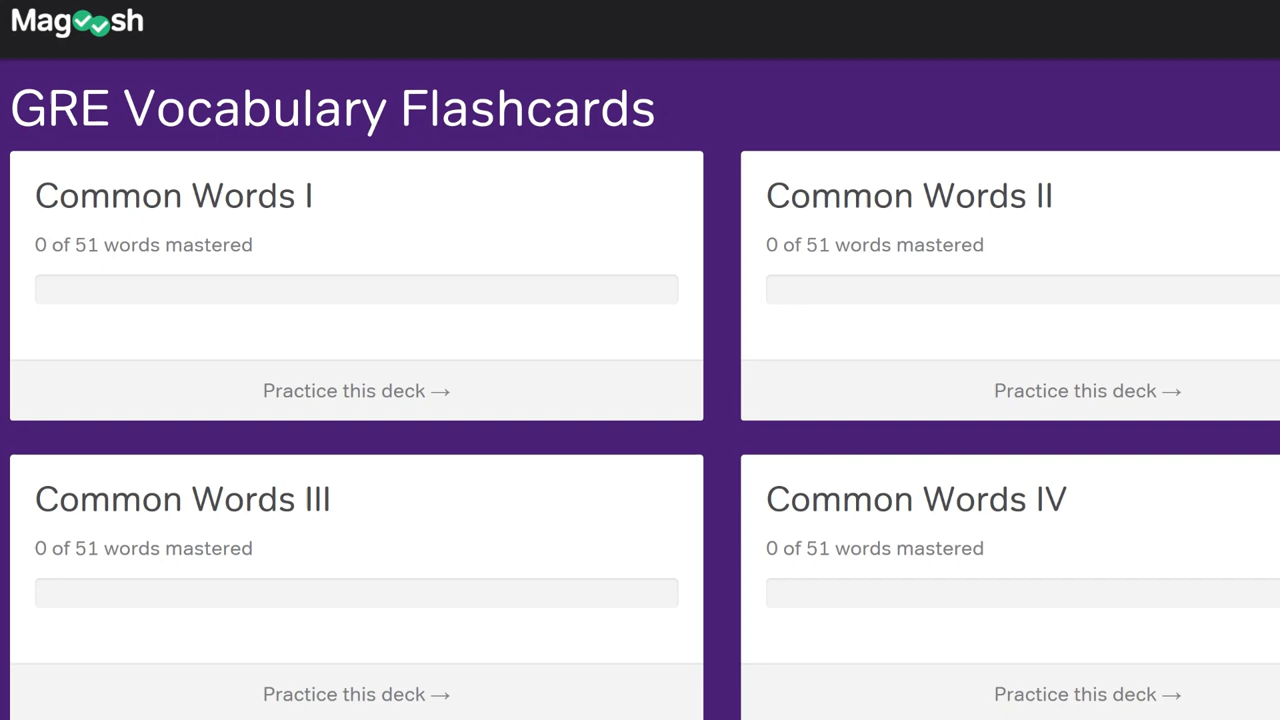 Magoosh
GRE Vocabulary Flashcards
Common Words I
0 of 51 words mastered
Practice this deck →
Common Words II
0 of 51 words mastered
Practice this deck →
Common Words III
0 of 51 words mastered
Practice this deck →
Common Words IV
0 of 51 words mastered
Practice this deck →